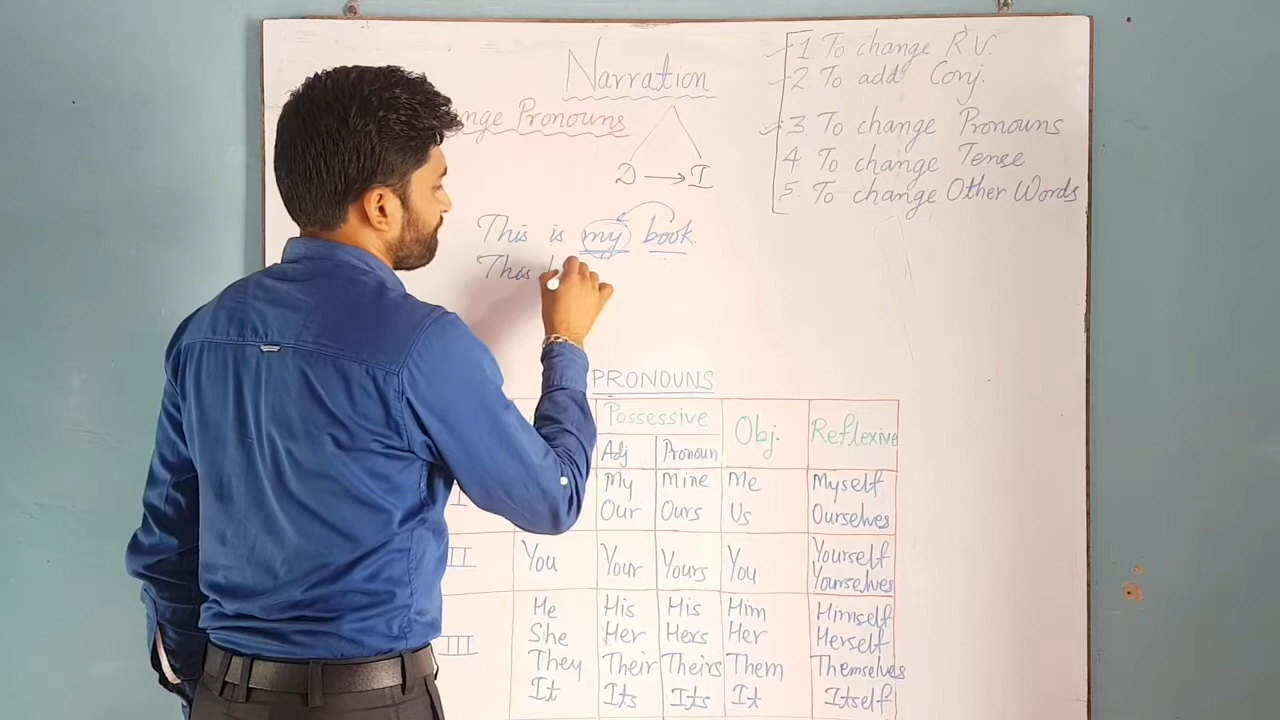 Narration
nge Pronouns
D → I
1. To change R.V.
2. To add Conj.
3. To change Pronouns
4. To change Tense
5. To change Other Words
This is my book.
This
PRONOUNS
Possessive Obj. Reflexive
Adj Pronoun
I My Mine Me Myself
Our Ours Us Ourselves
II You Your Yours You Yourself
Yourselves
He His His Him Himself
She Her Hers Her Herself
III They Their Theirs Them Themselves
It Its Its It Itself